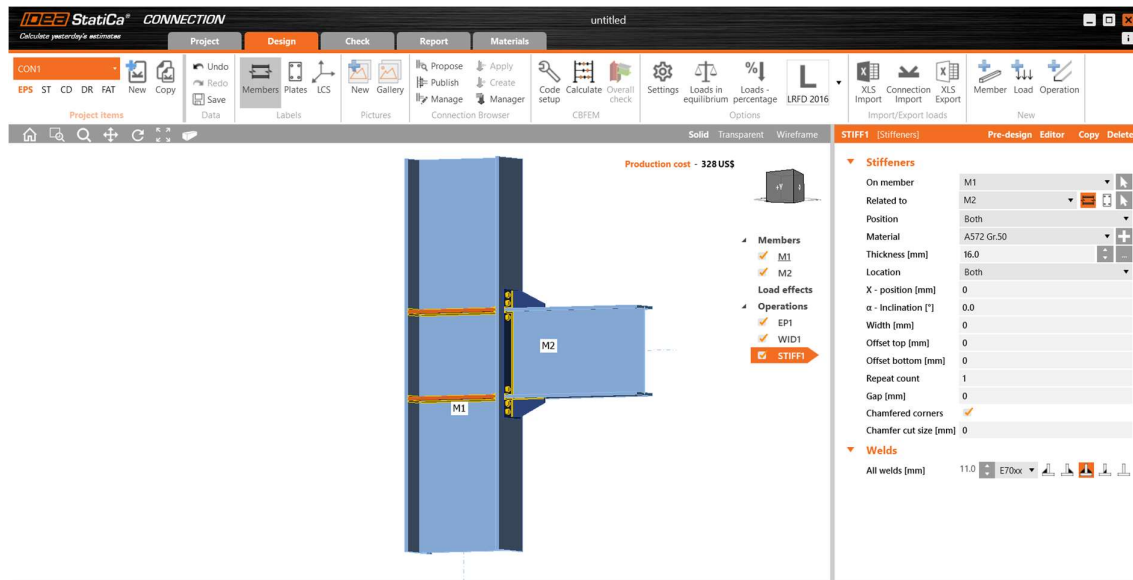 IDEA StatiCa® CONNECTION
untitled
Calculate yesterday's estimates
Project Design Check Report Materials
CON1
EPS ST CD DR FAT
New Copy
Project items
Undo
Redo
Save
Data
Members Plates LCS
Labels
New Gallery
Pictures
Propose Apply
Publish Create
Manage Manager
Connection Browser
Code setup Calculate Overall check
CBFEM
Settings Loads in equilibrium Loads - percentage LRFD 2016
Options
XLS Import Connection Import XLS Export
Import/Export loads
Member Load Operation
New
Solid Transparent Wireframe
Production cost - 328 US$
+Y
Members
M1
M2
Load effects
Operations
EP1
WID1
STIFF1
M2
M1
STIFF1 [Stiffeners] Pre-design Editor Copy Delete
Stiffeners
On member M1
Related to M2
Position Both
Material A572 Gr.50
Thickness [mm] 16.0
Location Both
X - position [mm] 0
α - Inclination [°] 0.0
Width [mm] 0
Offset top [mm] 0
Offset bottom [mm] 0
Repeat count 1
Gap [mm] 0
Chamfered corners
Chamfer cut size [mm] 0
Welds
All welds [mm] 11.0 E70xx